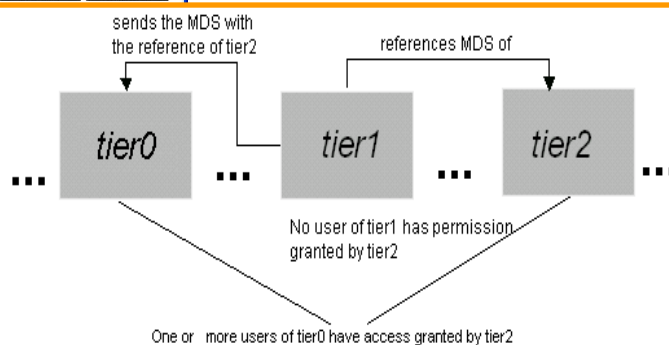 sends the MDS with
the reference of tier2
references MDS of
tier0
tier1
tier2
... ... ... ...
No user of tier1 has permission
granted by tier2
One or more users of tier0 have access granted by tier2